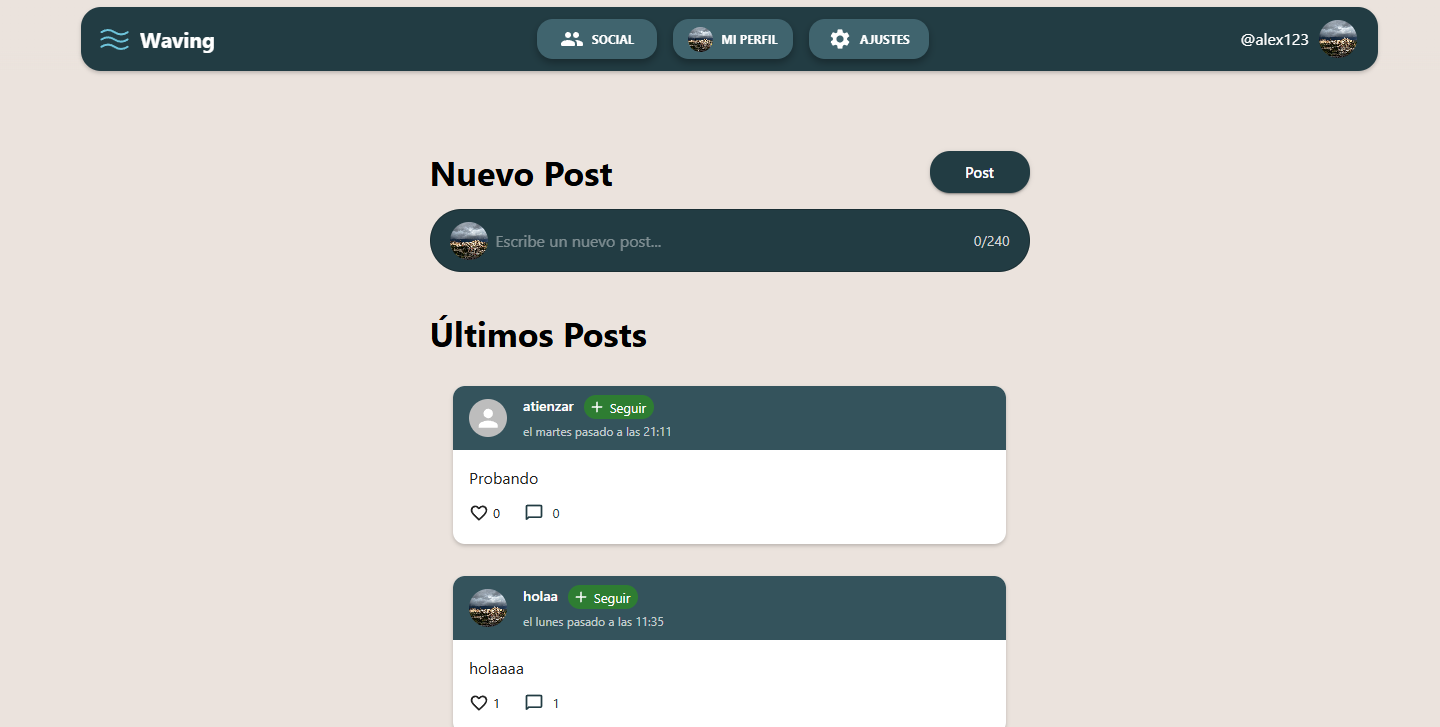 Waving
SOCIAL
MI PERFIL
AJUSTES
@alex123
Nuevo Post
Post
Escribe un nuevo post...
0/240
Últimos Posts
atienzar
Seguir
el martes pasado a las 21:11
Probando
0
0
holaa
Seguir
el lunes pasado a las 11:35
holaaaa
1
1